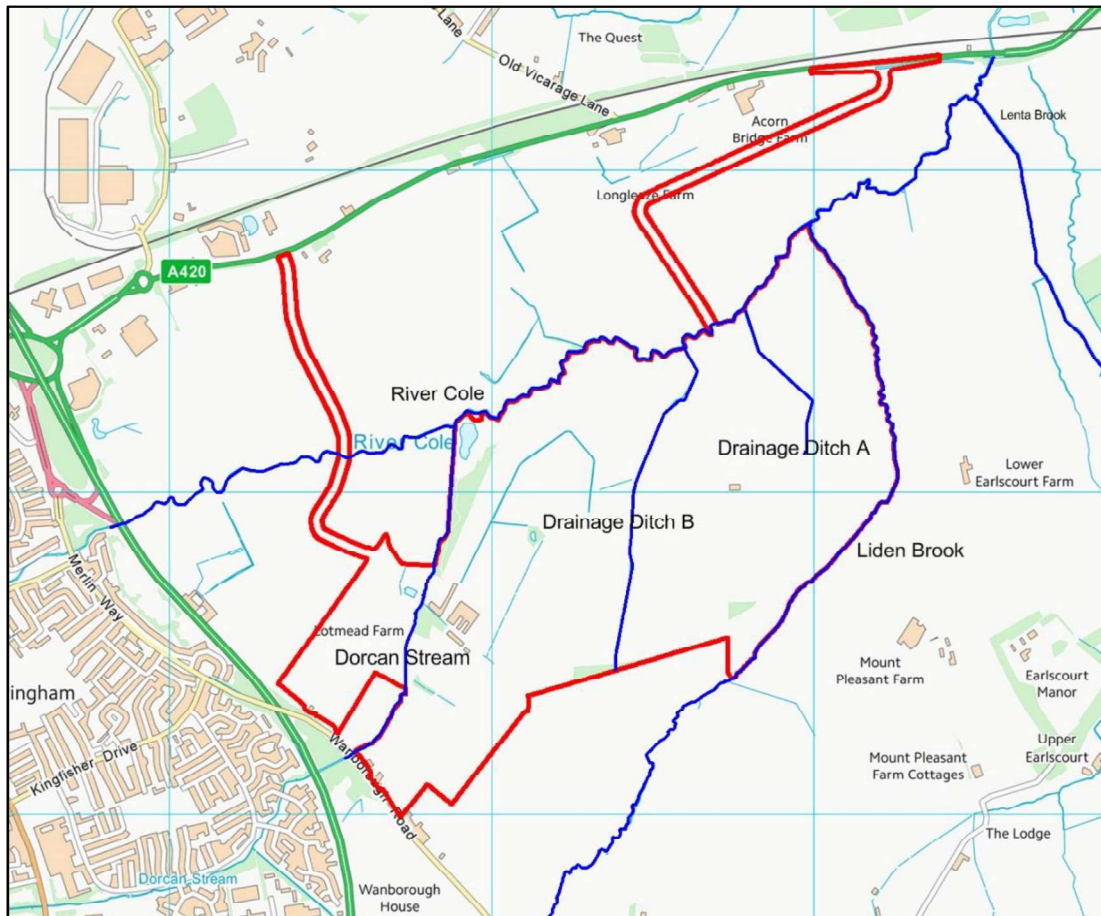 Lane
The Quest
Old Vicarage Lane
Acorn
Bridge Farm
Lenta Brook
Longleaze Farm
A420
River Cole
River Cole
Drainage Ditch A
Lower
Earlscourt Farm
Drainage Ditch B
Liden Brook
Merlin Way
Lotmead Farm
Dorcan Stream
Mount
Pleasant Farm
Earlscourt
Manor
ingham
Wanborough Road
Kingfisher Drive
Mount Pleasant
Farm Cottages
Upper
Earlscourt
The Lodge
Dorcan Stream
Wanborough
House